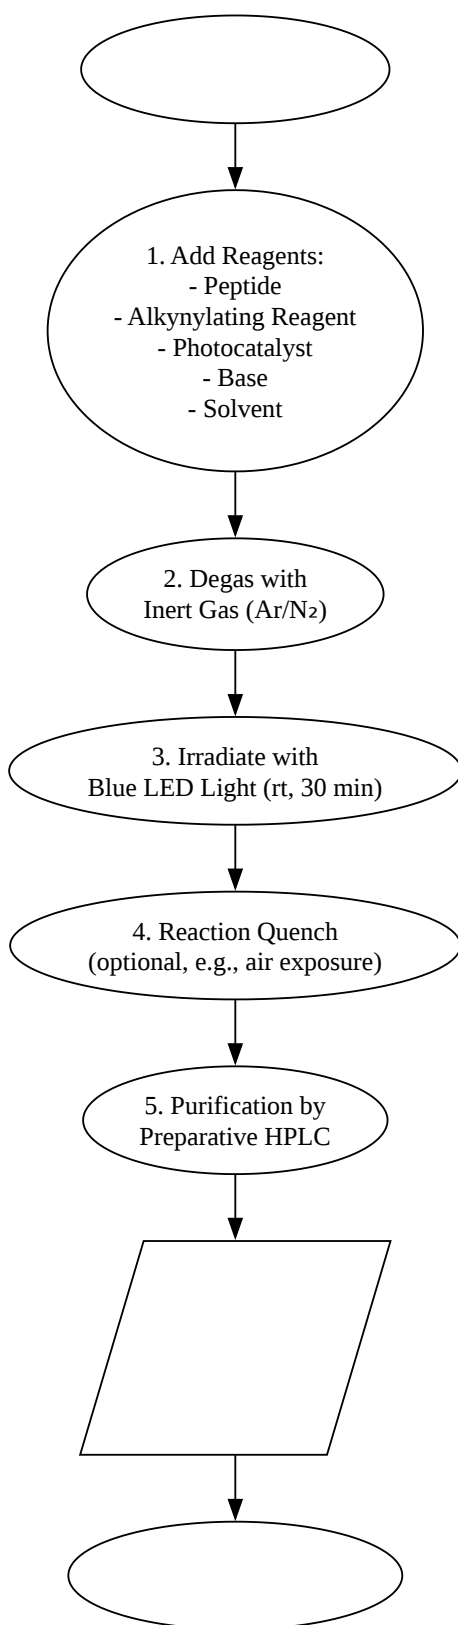 1. Add Reagents:
- Peptide
- Alkynylating Reagent
- Photocatalyst
- Base
- Solvent
2. Degas with
Inert Gas (Ar/N₂)
3. Irradiate with
Blue LED Light (rt, 30 min)
4. Reaction Quench
(optional, e.g., air exposure)
5. Purification by
Preparative HPLC